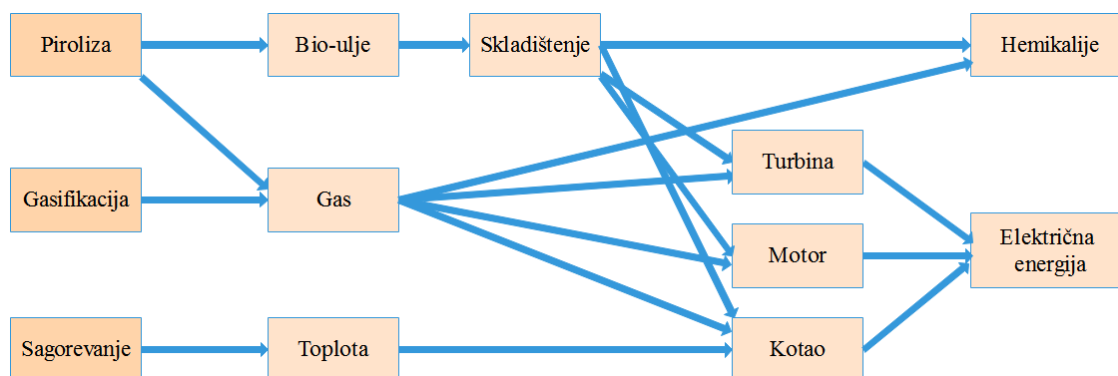 Piroliza
Bio-ulje
Skladištenje
Hemikalije
Turbina
Gasifikacija
Gas
Motor
Električna
energija
Sagorevanje
Toplota
Kotao